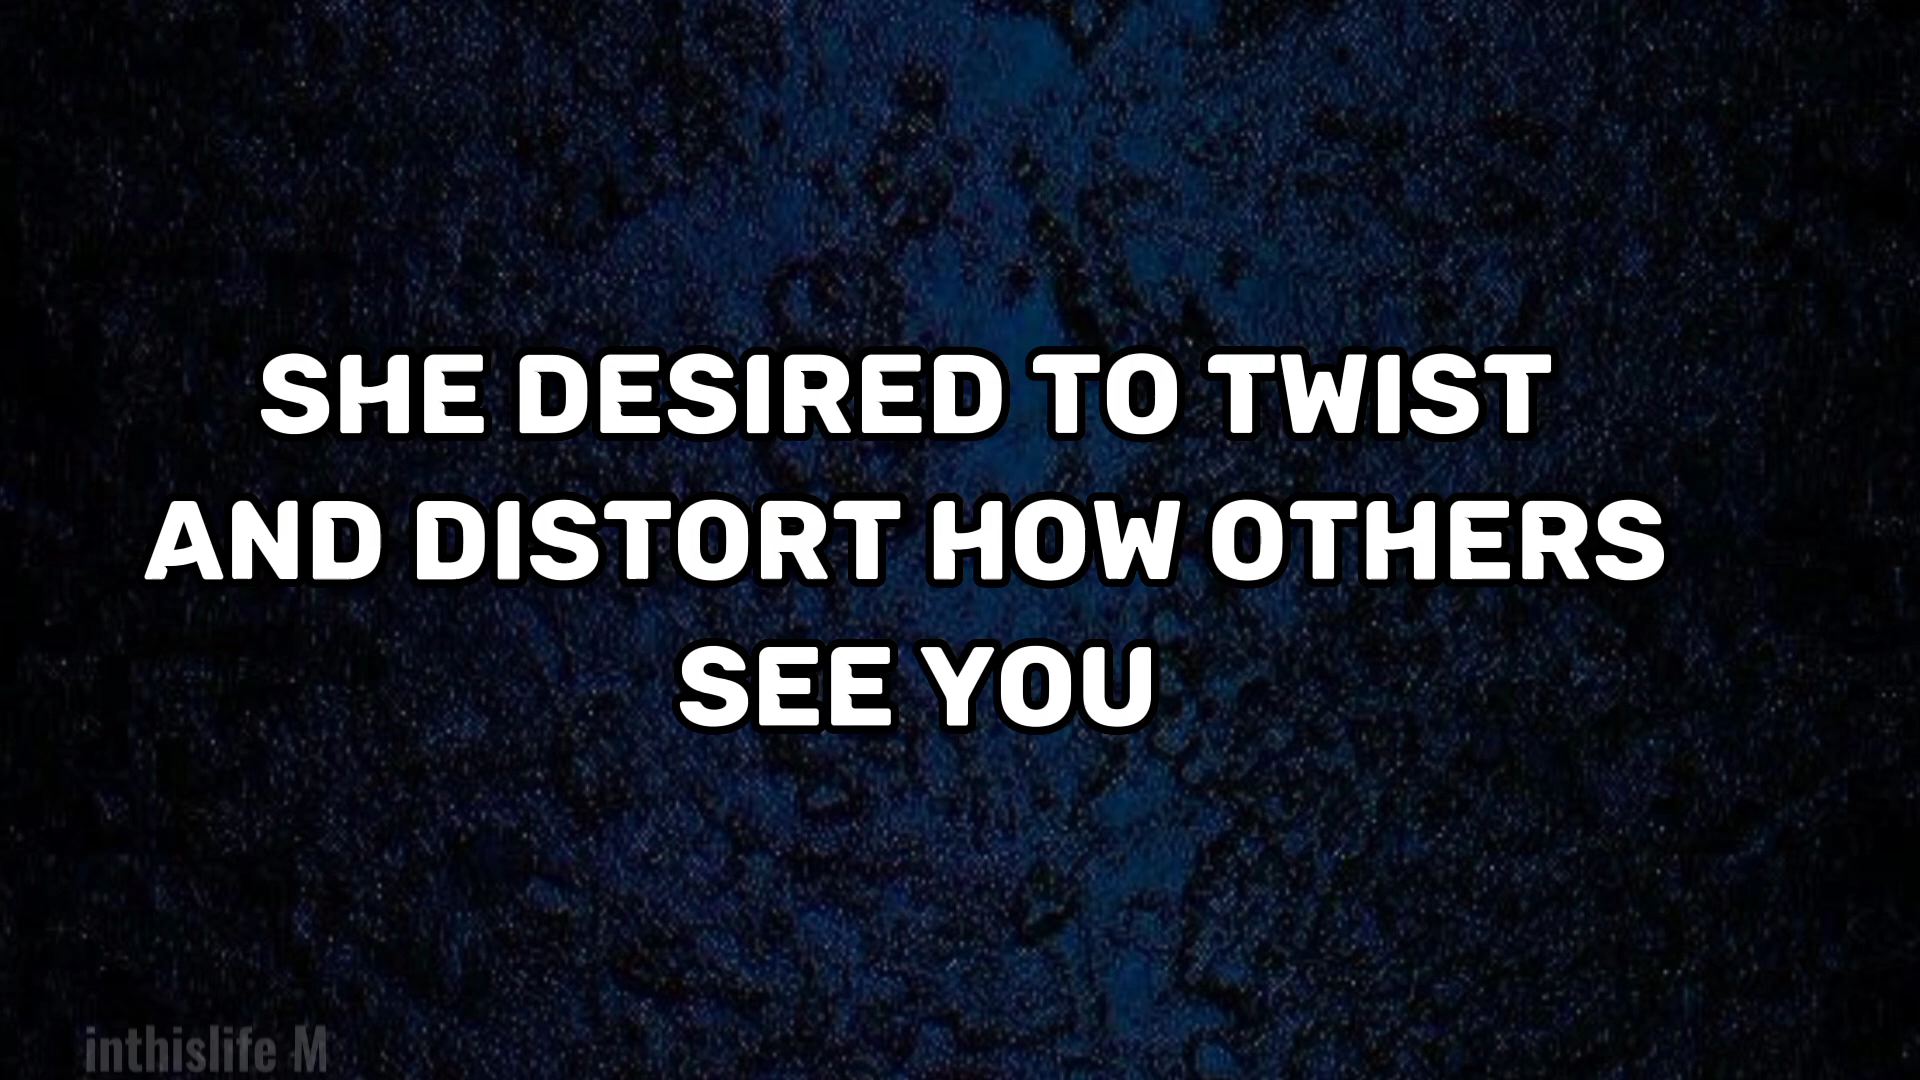 SHE DESIRED TO TWIST
AND DISTORT HOW OTHERS
SEE YOU
inthislife M